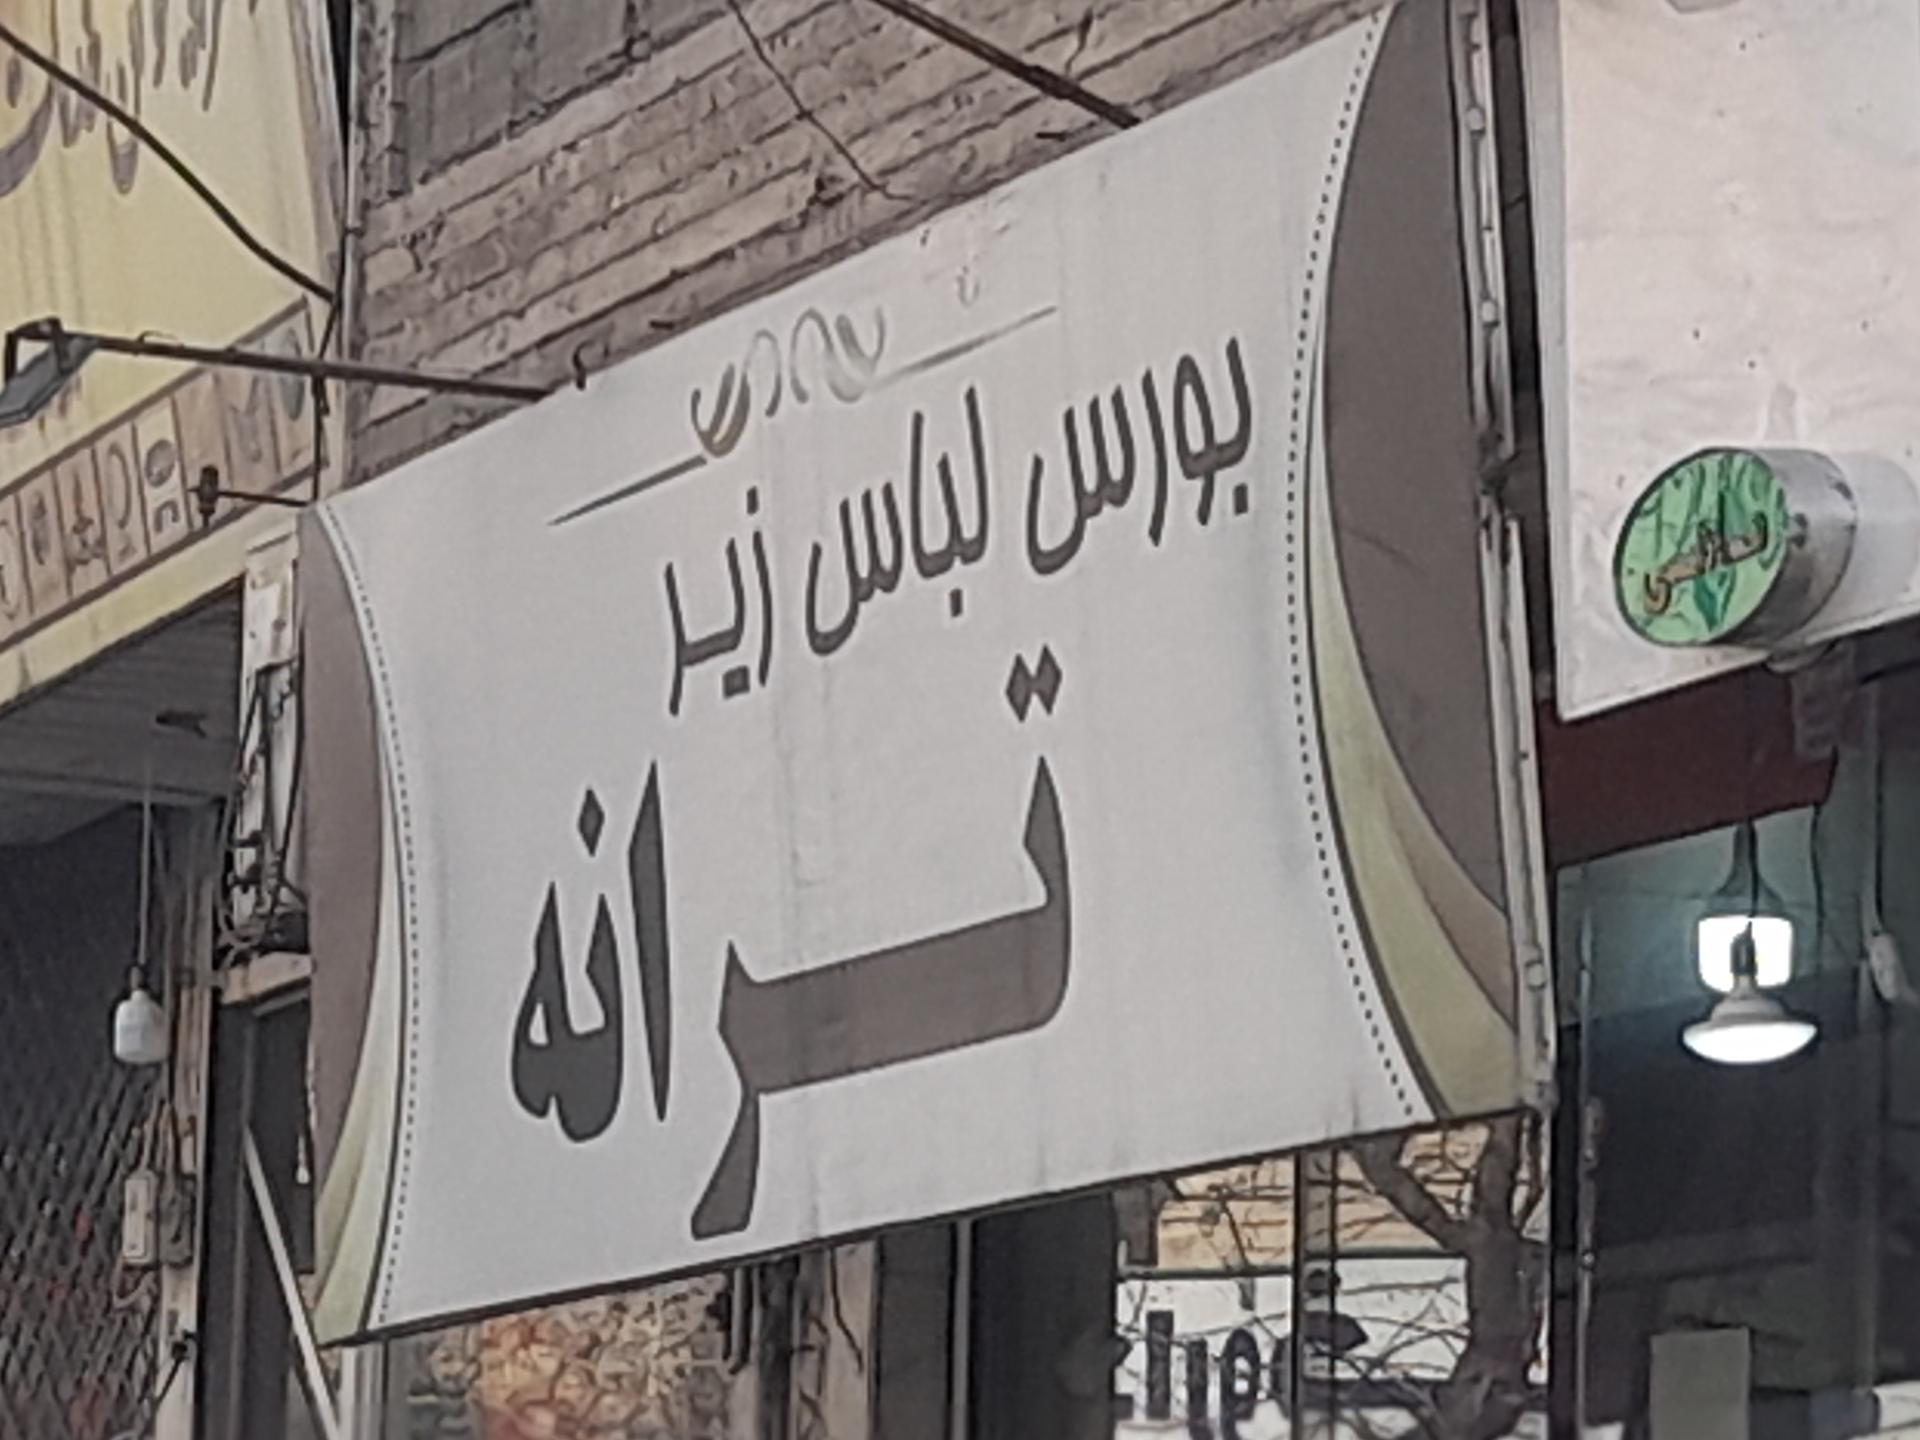 بورس لباس زیر
ترانه